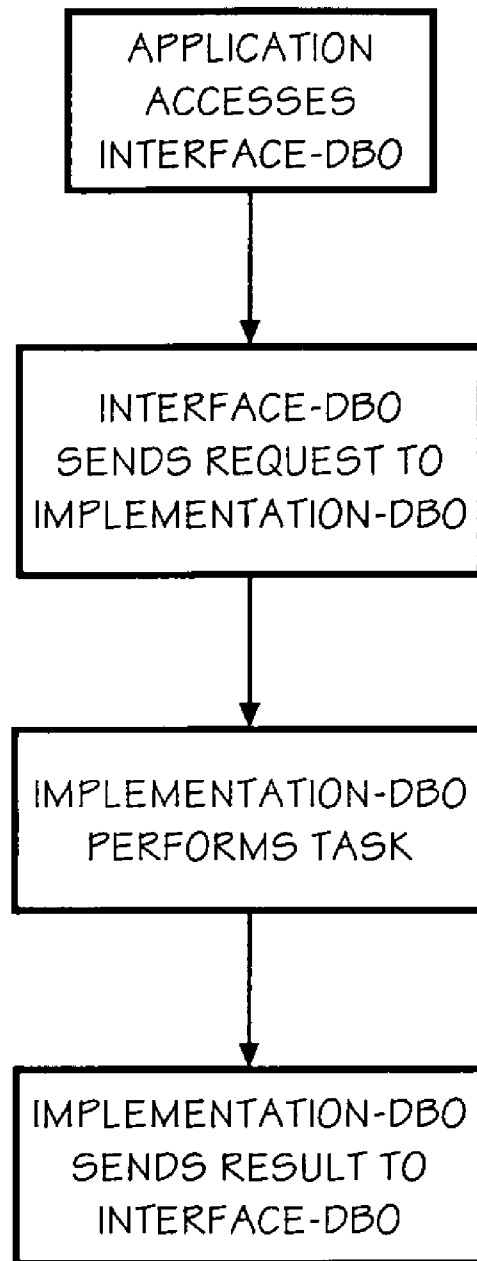 APPLICATION
ACCESSES
INTERFACE-DBO
INTERFACE-DBO
SENDS REQUEST TO
IMPLEMENTATION-DBO
IMPLEMENTATION-DBO
PERFORMS TASK
IMPLEMENTATION-DBO
SENDS RESULT TO
INTERFACE-DBO